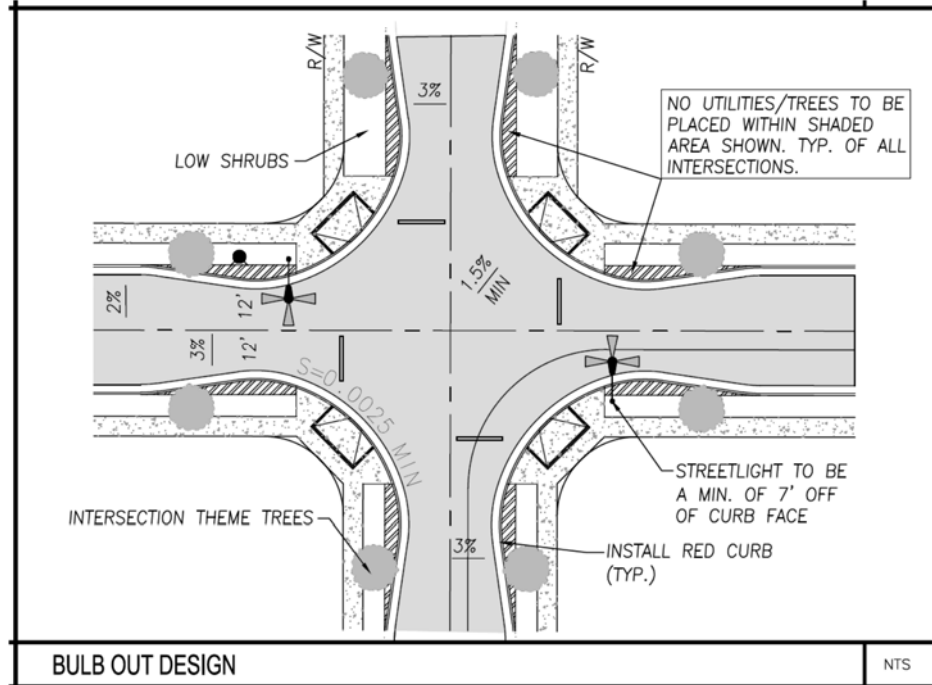 R/W
R/W
3%
NO UTILITIES/TREES TO BE
PLACED WITHIN SHADED
AREA SHOWN. TYP. OF ALL
INTERSECTIONS.
LOW SHRUBS
1.5%
MIN
2%
12'
3%
12'
S=0.0025 MIN
STREETLIGHT TO BE
A MIN. OF 7' OFF
OF CURB FACE
INTERSECTION THEME TREES
3%
INSTALL RED CURB
(TYP.)
BULB OUT DESIGN
NTS